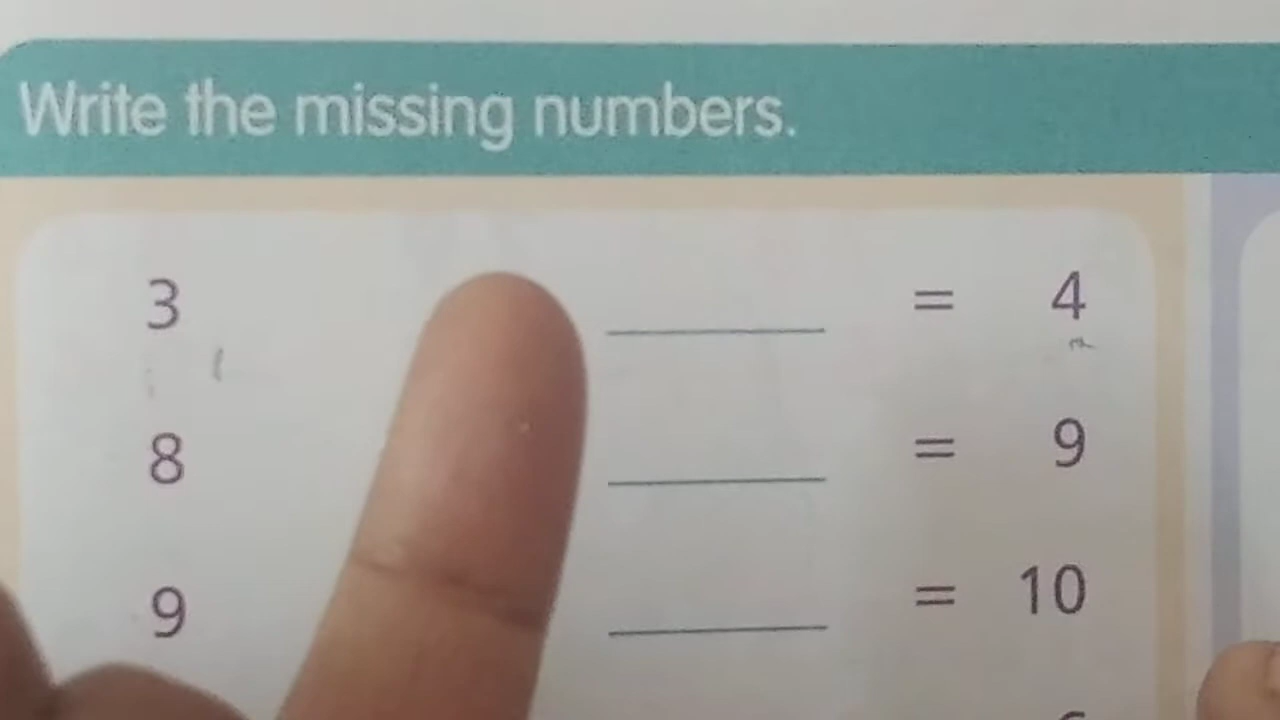 Write the missing numbers.
3 = 4
8 = 9
9 = 10